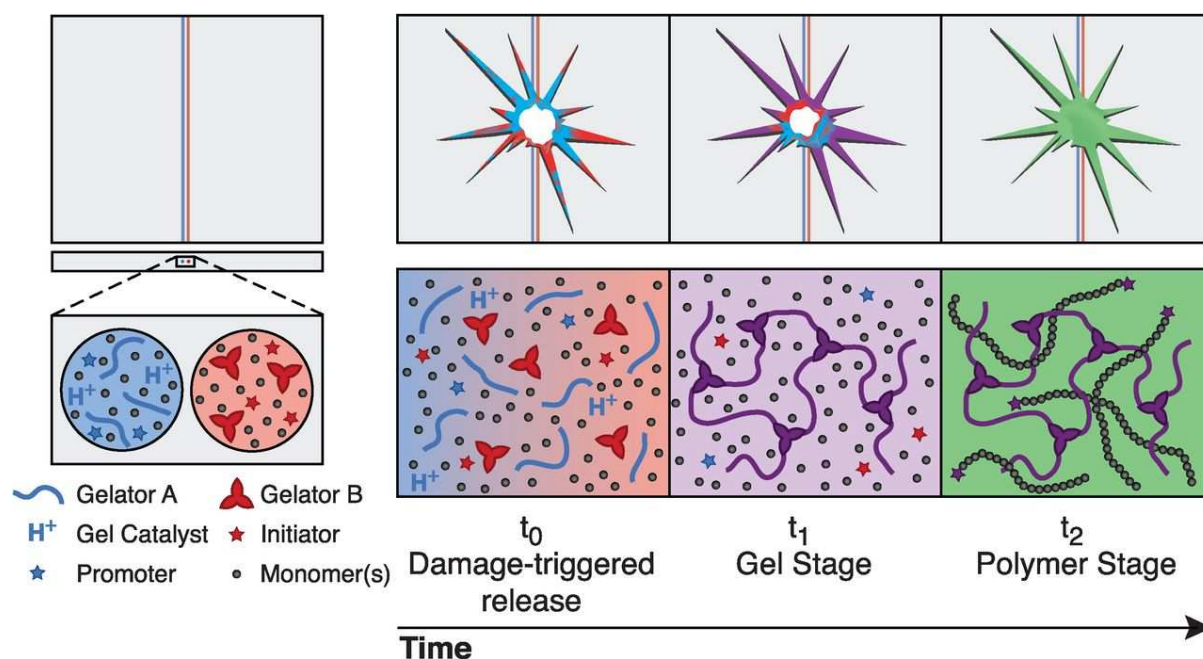 H⁺
H⁺
H⁺
Gelator A
Gelator B
H⁺
Gel Catalyst
Initiator
Promoter
Monomer(s)
H⁺
H⁺
H⁺
t₀
Damage-triggered
release
t₁
Gel Stage
t₂
Polymer Stage
Time